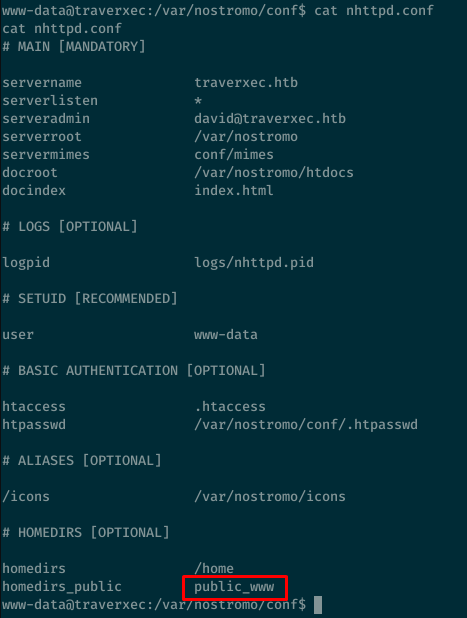 www-data@traverxec:/var/nostromo/conf$ cat nhttpd.conf
cat nhttpd.conf
# MAIN [MANDATORY]
servername traverxec.htb
serverlisten *
serveradmin david@traverxec.htb
serverroot /var/nostromo
servermimes conf/mimes
docroot /var/nostromo/htdocs
docindex index.html
# LOGS [OPTIONAL]
logpid logs/nhttpd.pid
# SETUID [RECOMMENDED]
user www-data
# BASIC AUTHENTICATION [OPTIONAL]
htaccess .htaccess
htpasswd /var/nostromo/conf/.htpasswd
# ALIASES [OPTIONAL]
/icons /var/nostromo/icons
# HOMEDIRS [OPTIONAL]
homedirs /home
homedirs_public public_www
www-data@traverxec:/var/nostromo/conf$